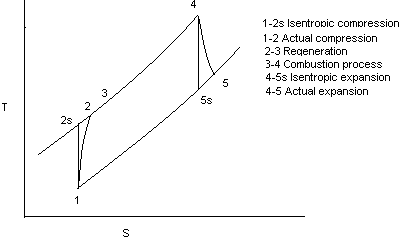 4
1-2s Isentropic compression
1-2 Actual compression
2-3 Regeneration
3-4 Combustion process
4-5s Isentropic expansion
4-5 Actual expansion
3
2
2s
5
5s
T
1
S